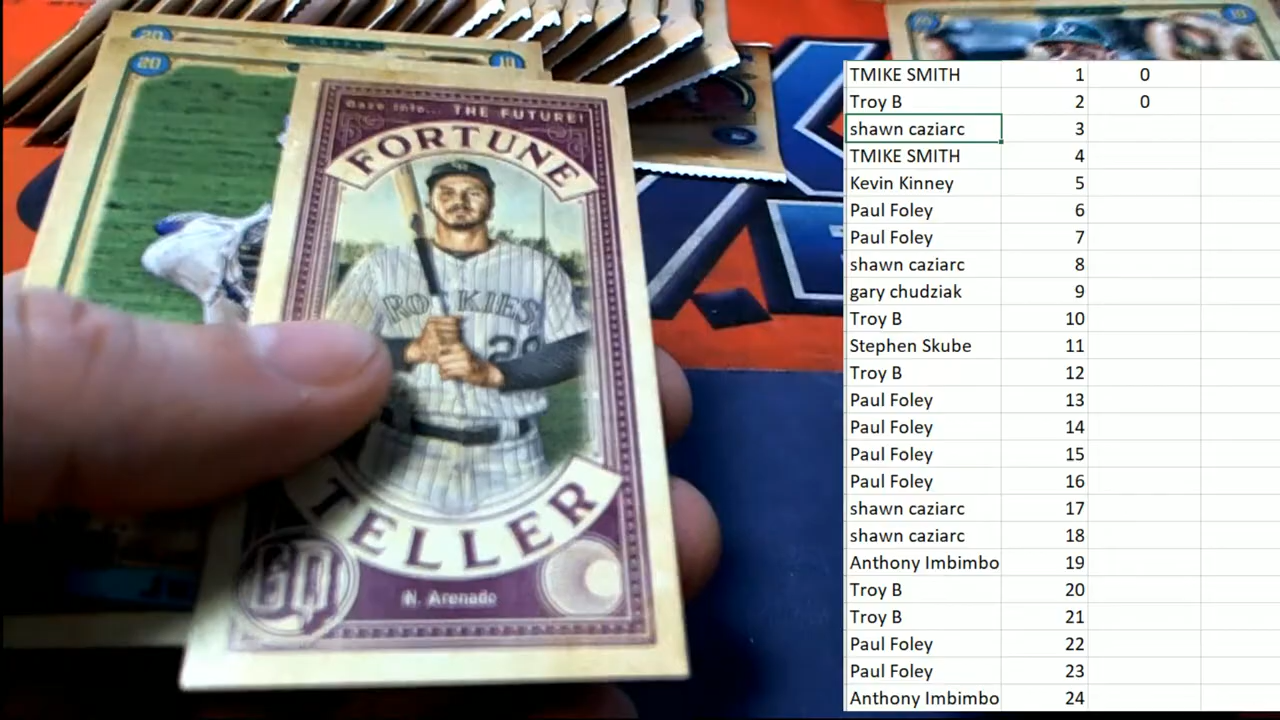 20
20
Gaze into... THE FUTURE!
FORTUNE
ROCKIES
TELLER
GQ
N. Arenado
TMIKE SMITH 1 0
Troy B 2 0
shawn caziarc 3
TMIKE SMITH 4
Kevin Kinney 5
Paul Foley 6
Paul Foley 7
shawn caziarc 8
gary chudziak 9
Troy B 10
Stephen Skube 11
Troy B 12
Paul Foley 13
Paul Foley 14
Paul Foley 15
Paul Foley 16
shawn caziarc 17
shawn caziarc 18
Anthony Imbimbo 19
Troy B 20
Troy B 21
Paul Foley 22
Paul Foley 23
Anthony Imbimbo 24